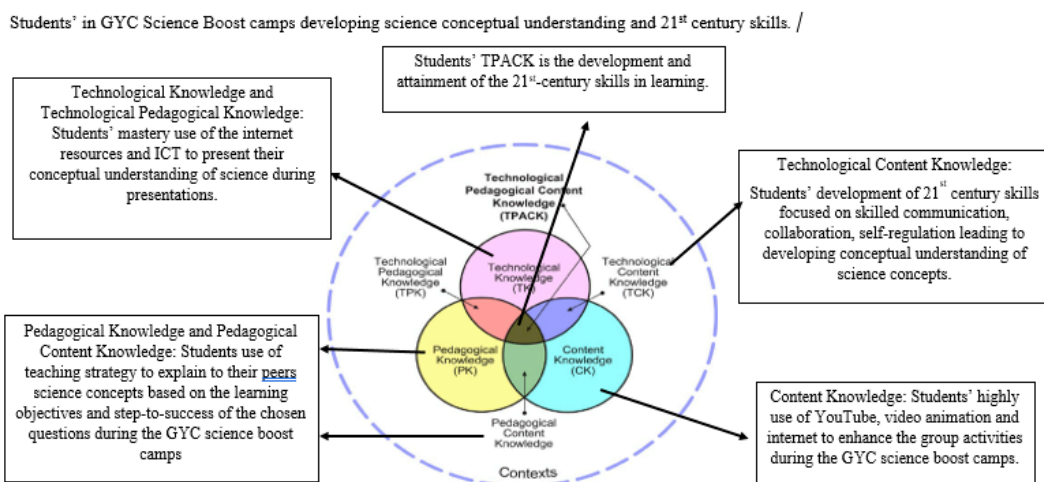 Students' in GYC Science Boost camps developing science conceptual understanding and 21st century skills. /
Students' TPACK is the development and
attainment of the 21st-century skills in learning.
Technological Knowledge and
Technological Pedagogical Knowledge:
Students' mastery use of the internet
resources and ICT to present their
conceptual understanding of science during
presentations.
Technological Content Knowledge:
Students' development of 21st century skills
focused on skilled communication,
collaboration, self-regulation leading to
developing conceptual understanding of
science concepts.
Technological
Pedagogical Content
Knowledge
(TPACK)
Technological
Pedagogical
Knowledge
(TPK)
Technological
Knowledge
(TK)
Technological
Content
Knowledge
(TCK)
Pedagogical
Knowledge
(PK)
Content
Knowledge
(CK)
Pedagogical
Content
Knowledge
Contexts
Pedagogical Knowledge and Pedagogical
Content Knowledge: Students use of
teaching strategy to explain to their peers
science concepts based on the learning
objectives and step-to-success of the chosen
questions during the GYC science boost
camps
Content Knowledge: Students' highly
use of YouTube, video animation and
internet to enhance the group activities
during the GYC science boost camps.